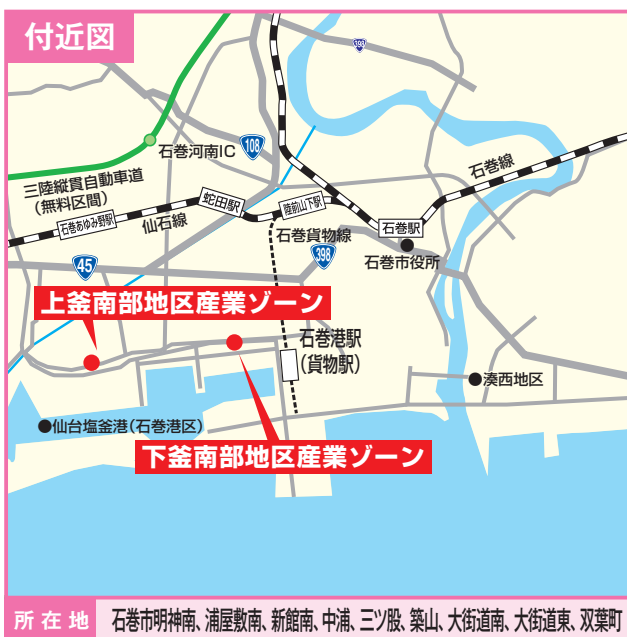 付近図
398
石巻河南IC
108
三陸縦貫自動車道
(無料区間)
石巻あゆみ野駅
仙石線
蛇田駅
陸前山下駅
石巻線
石巻駅
石巻貨物線
石巻市役所
45
398
上釜南部地区産業ゾーン
石巻港駅
(貨物駅)
湊西地区
仙台塩釜港(石巻港区)
下釜南部地区産業ゾーン
所在地
石巻市明神南、浦屋敷南、新館南、中浦、三ツ股、築山、大街道南、大街道東、双葉町